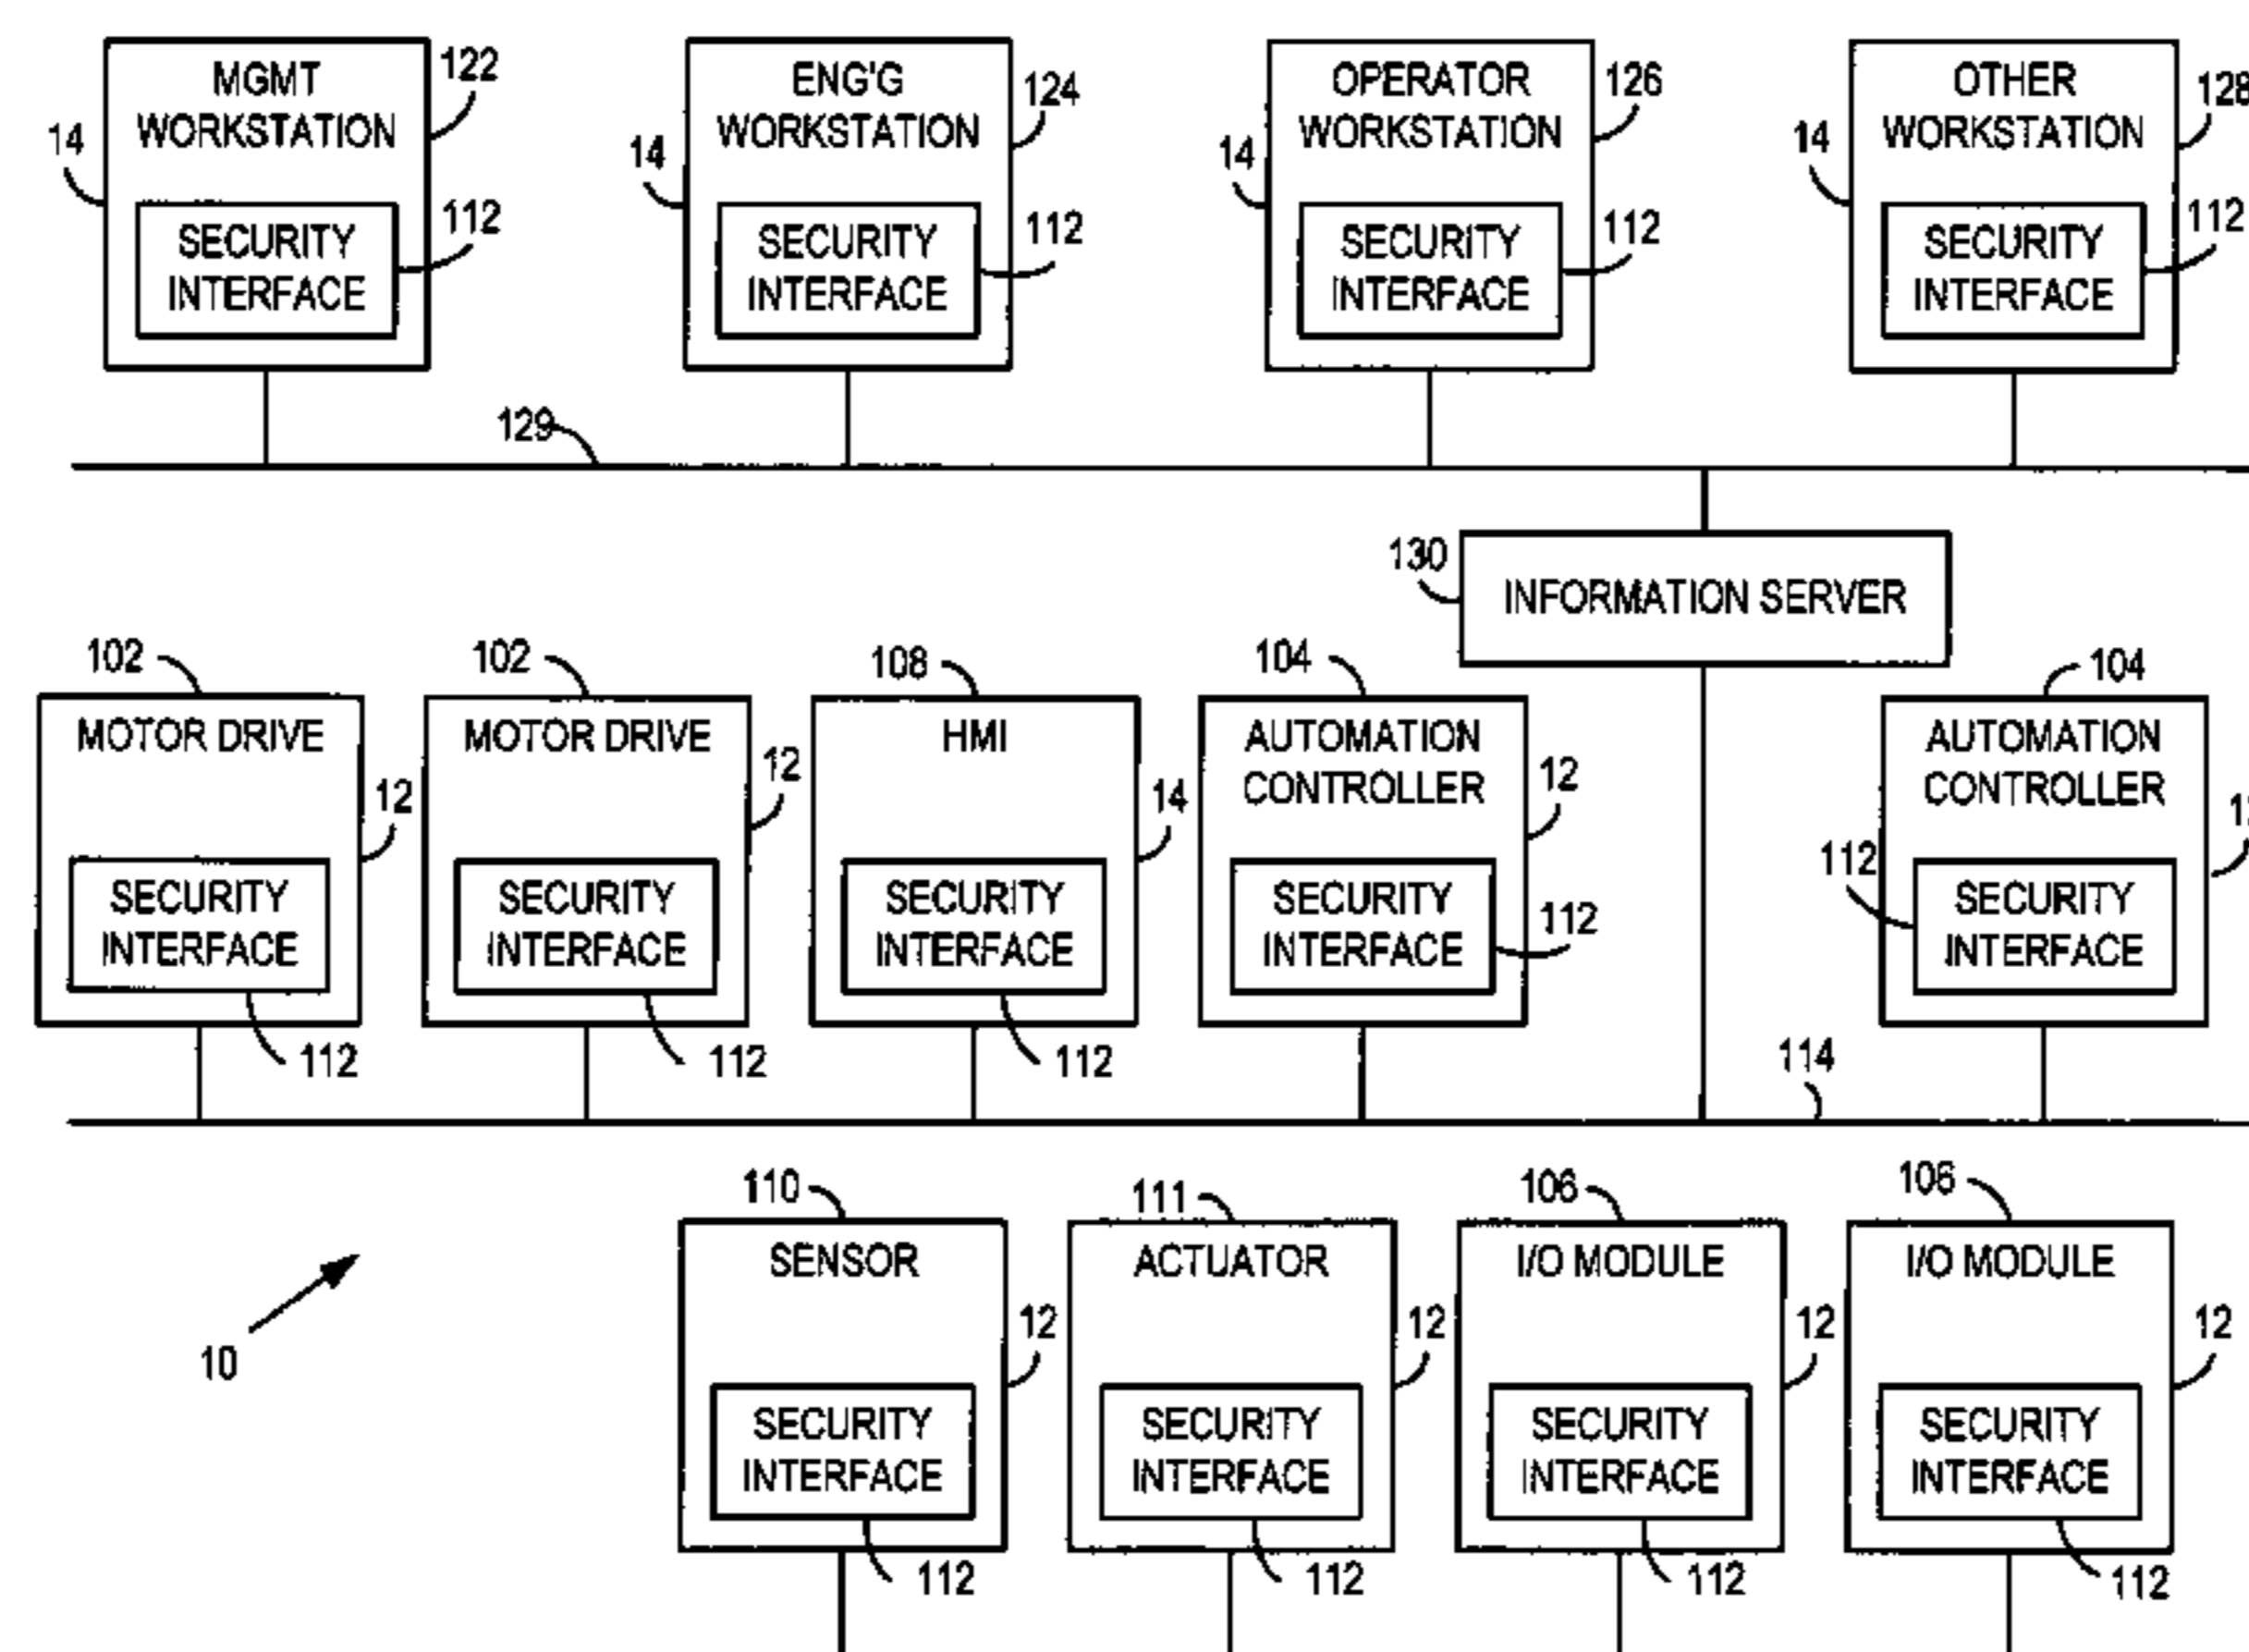 MGMT
WORKSTATION
122
14
SECURITY
INTERFACE
112
ENG'G
WORKSTATION
124
14
SECURITY
INTERFACE
112
OPERATOR
WORKSTATION
126
14
SECURITY
INTERFACE
112
OTHER
WORKSTATION
128
14
SECURITY
INTERFACE
112
129
130
INFORMATION SERVER
102
MOTOR DRIVE
12
SECURITY
INTERFACE
112
102
MOTOR DRIVE
12
SECURITY
INTERFACE
112
108
HMI
14
SECURITY
INTERFACE
112
104
AUTOMATION
CONTROLLER
12
SECURITY
INTERFACE
112
104
AUTOMATION
CONTROLLER
112
SECURITY
INTERFACE
114
110
SENSOR
12
SECURITY
INTERFACE
112
111
ACTUATOR
12
SECURITY
INTERFACE
112
106
I/O MODULE
12
SECURITY
INTERFACE
112
106
I/O MODULE
12
SECURITY
INTERFACE
112
10